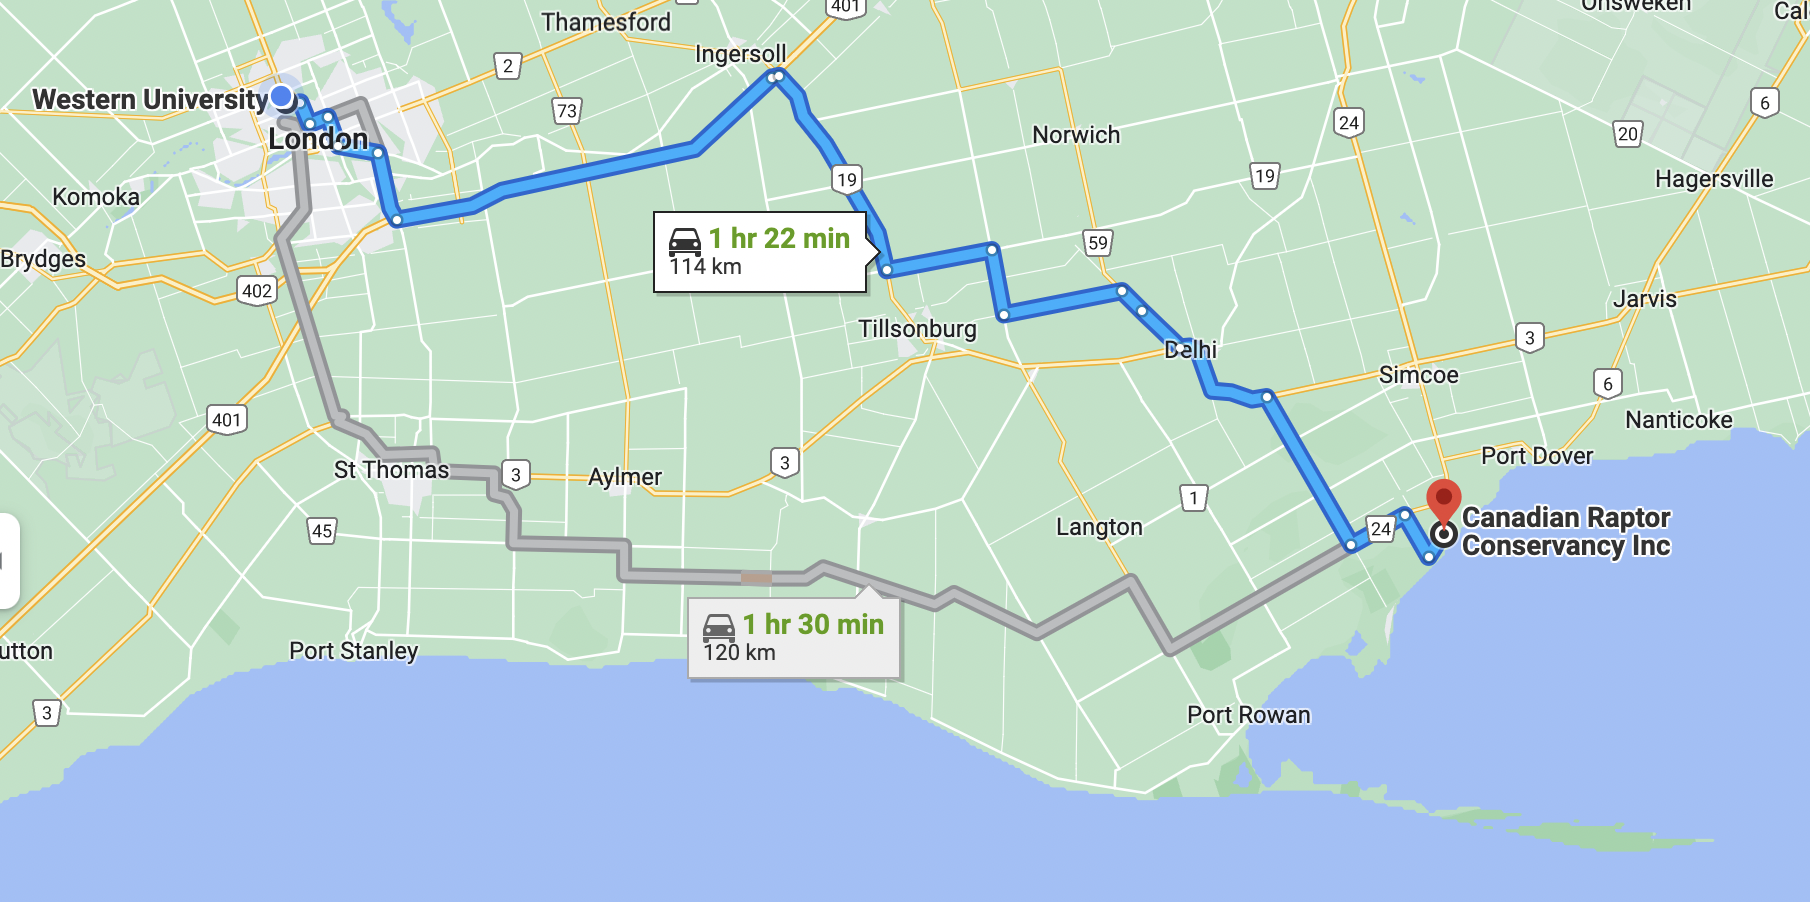 Onsweken
Thamesford
401
Cal
Ingersoll
2
Western University
73
6
24
20
London
Norwich
19
Hagersville
Komoka
19
1 hr 22 min
114 km
59
Brydges
402
Jarvis
Tillsonburg
3
Delhi
Simcoe
6
401
Nanticoke
Port Dover
St Thomas
3
Aylmer
3
1
45
Langton
24
Canadian Raptor
Conservancy Inc
1 hr 30 min
120 km
utton
Port Stanley
3
Port Rowan